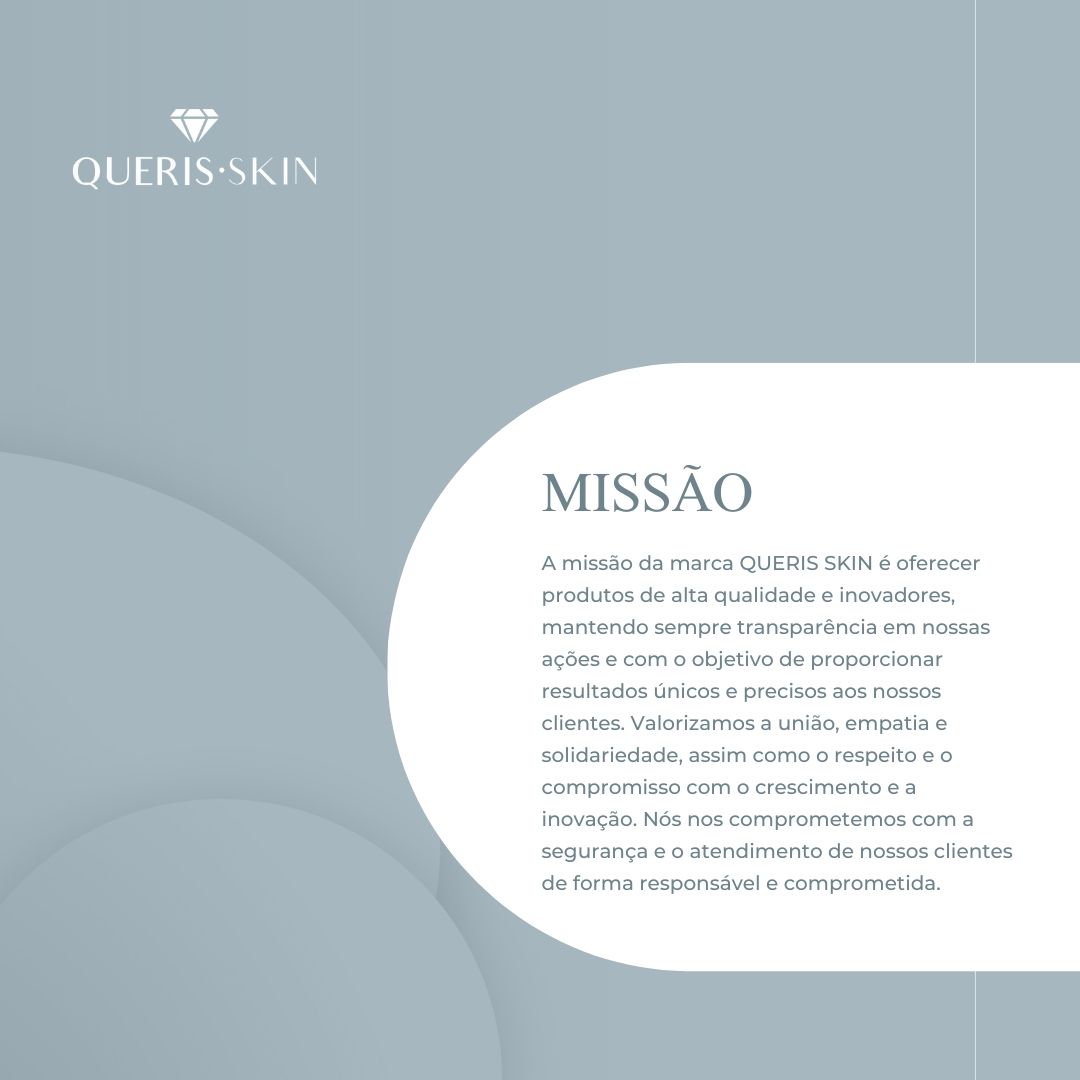 QUERIS·SKIN
MISSÃO
A missão da marca QUERIS SKIN é oferecer
produtos de alta qualidade e inovadores,
mantendo sempre transparência em nossas
ações e com o objetivo de proporcionar
resultados únicos e precisos aos nossos
clientes. Valorizamos a união, empatia e
solidariedade, assim como o respeito e o
compromisso com o crescimento e a
inovação. Nós nos comprometemos com a
segurança e o atendimento de nossos clientes
de forma responsável e comprometida.